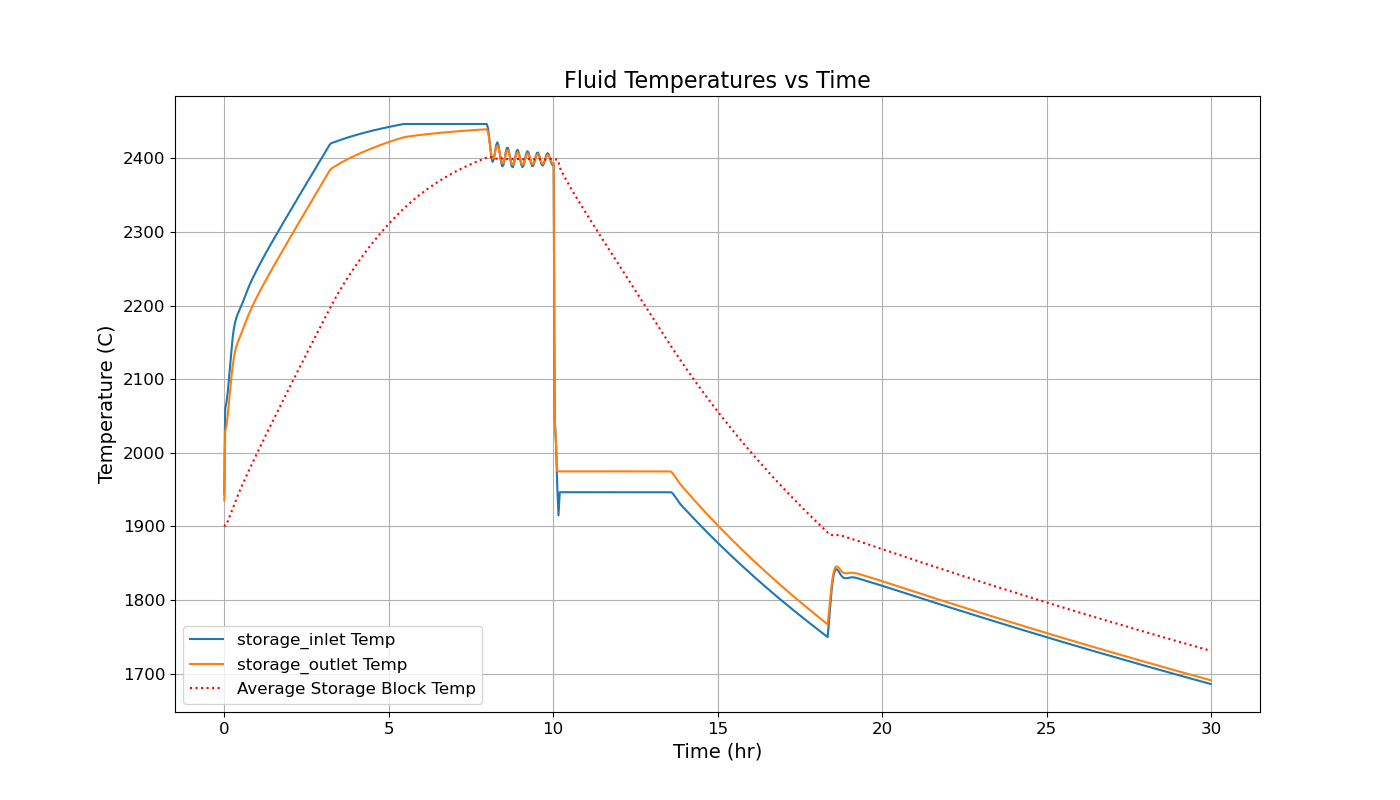 Fluid Temperatures vs Time
Temperature (C)
2400
2300
2200
2100
2000
1900
1800
1700
storage_inlet Temp
storage_outlet Temp
Average Storage Block Temp
0 5 10 15 20 25 30
Time (hr)